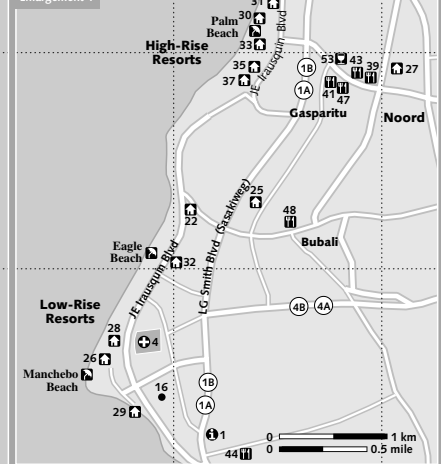 Enlargement
31
30
Palm
Beach
33
High-Rise
Resorts
35
37
JE Irausquin Blvd
1B
1A
53
43
39
41
47
27
Gasparitu
Noord
25
22
48
Bubali
Eagle
Beach
32
JE Irausquin Blvd
LG Smith Blvd (Sasakiweg)
Low-Rise
Resorts
4B
4A
28
4
26
Manchebo
Beach
16
29
1B
1A
1
44
0 1 km
0 0.5 mile